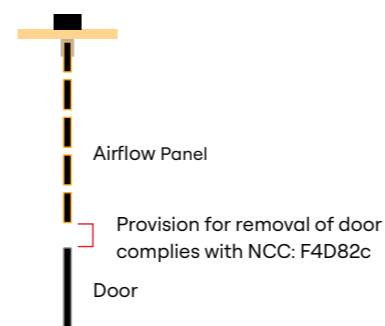 Airflow Panel
Provision for removal of door
complies with NCC: F4D82c
Door